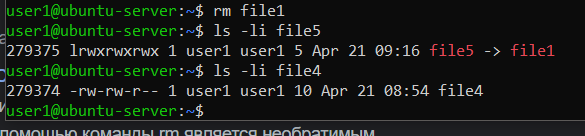 user1@ubuntu-server:~$ rm file1
user1@ubuntu-server:~$ ls -li file5
279375 lrwxrwxrwx 1 user1 user1 5 Apr 21 09:16 file5 -> file1
user1@ubuntu-server:~$ ls -li file4
279374 -rw-rw-r-- 1 user1 user1 10 Apr 21 08:54 file4
user1@ubuntu-server:~$
помощью команды rm является необратимым